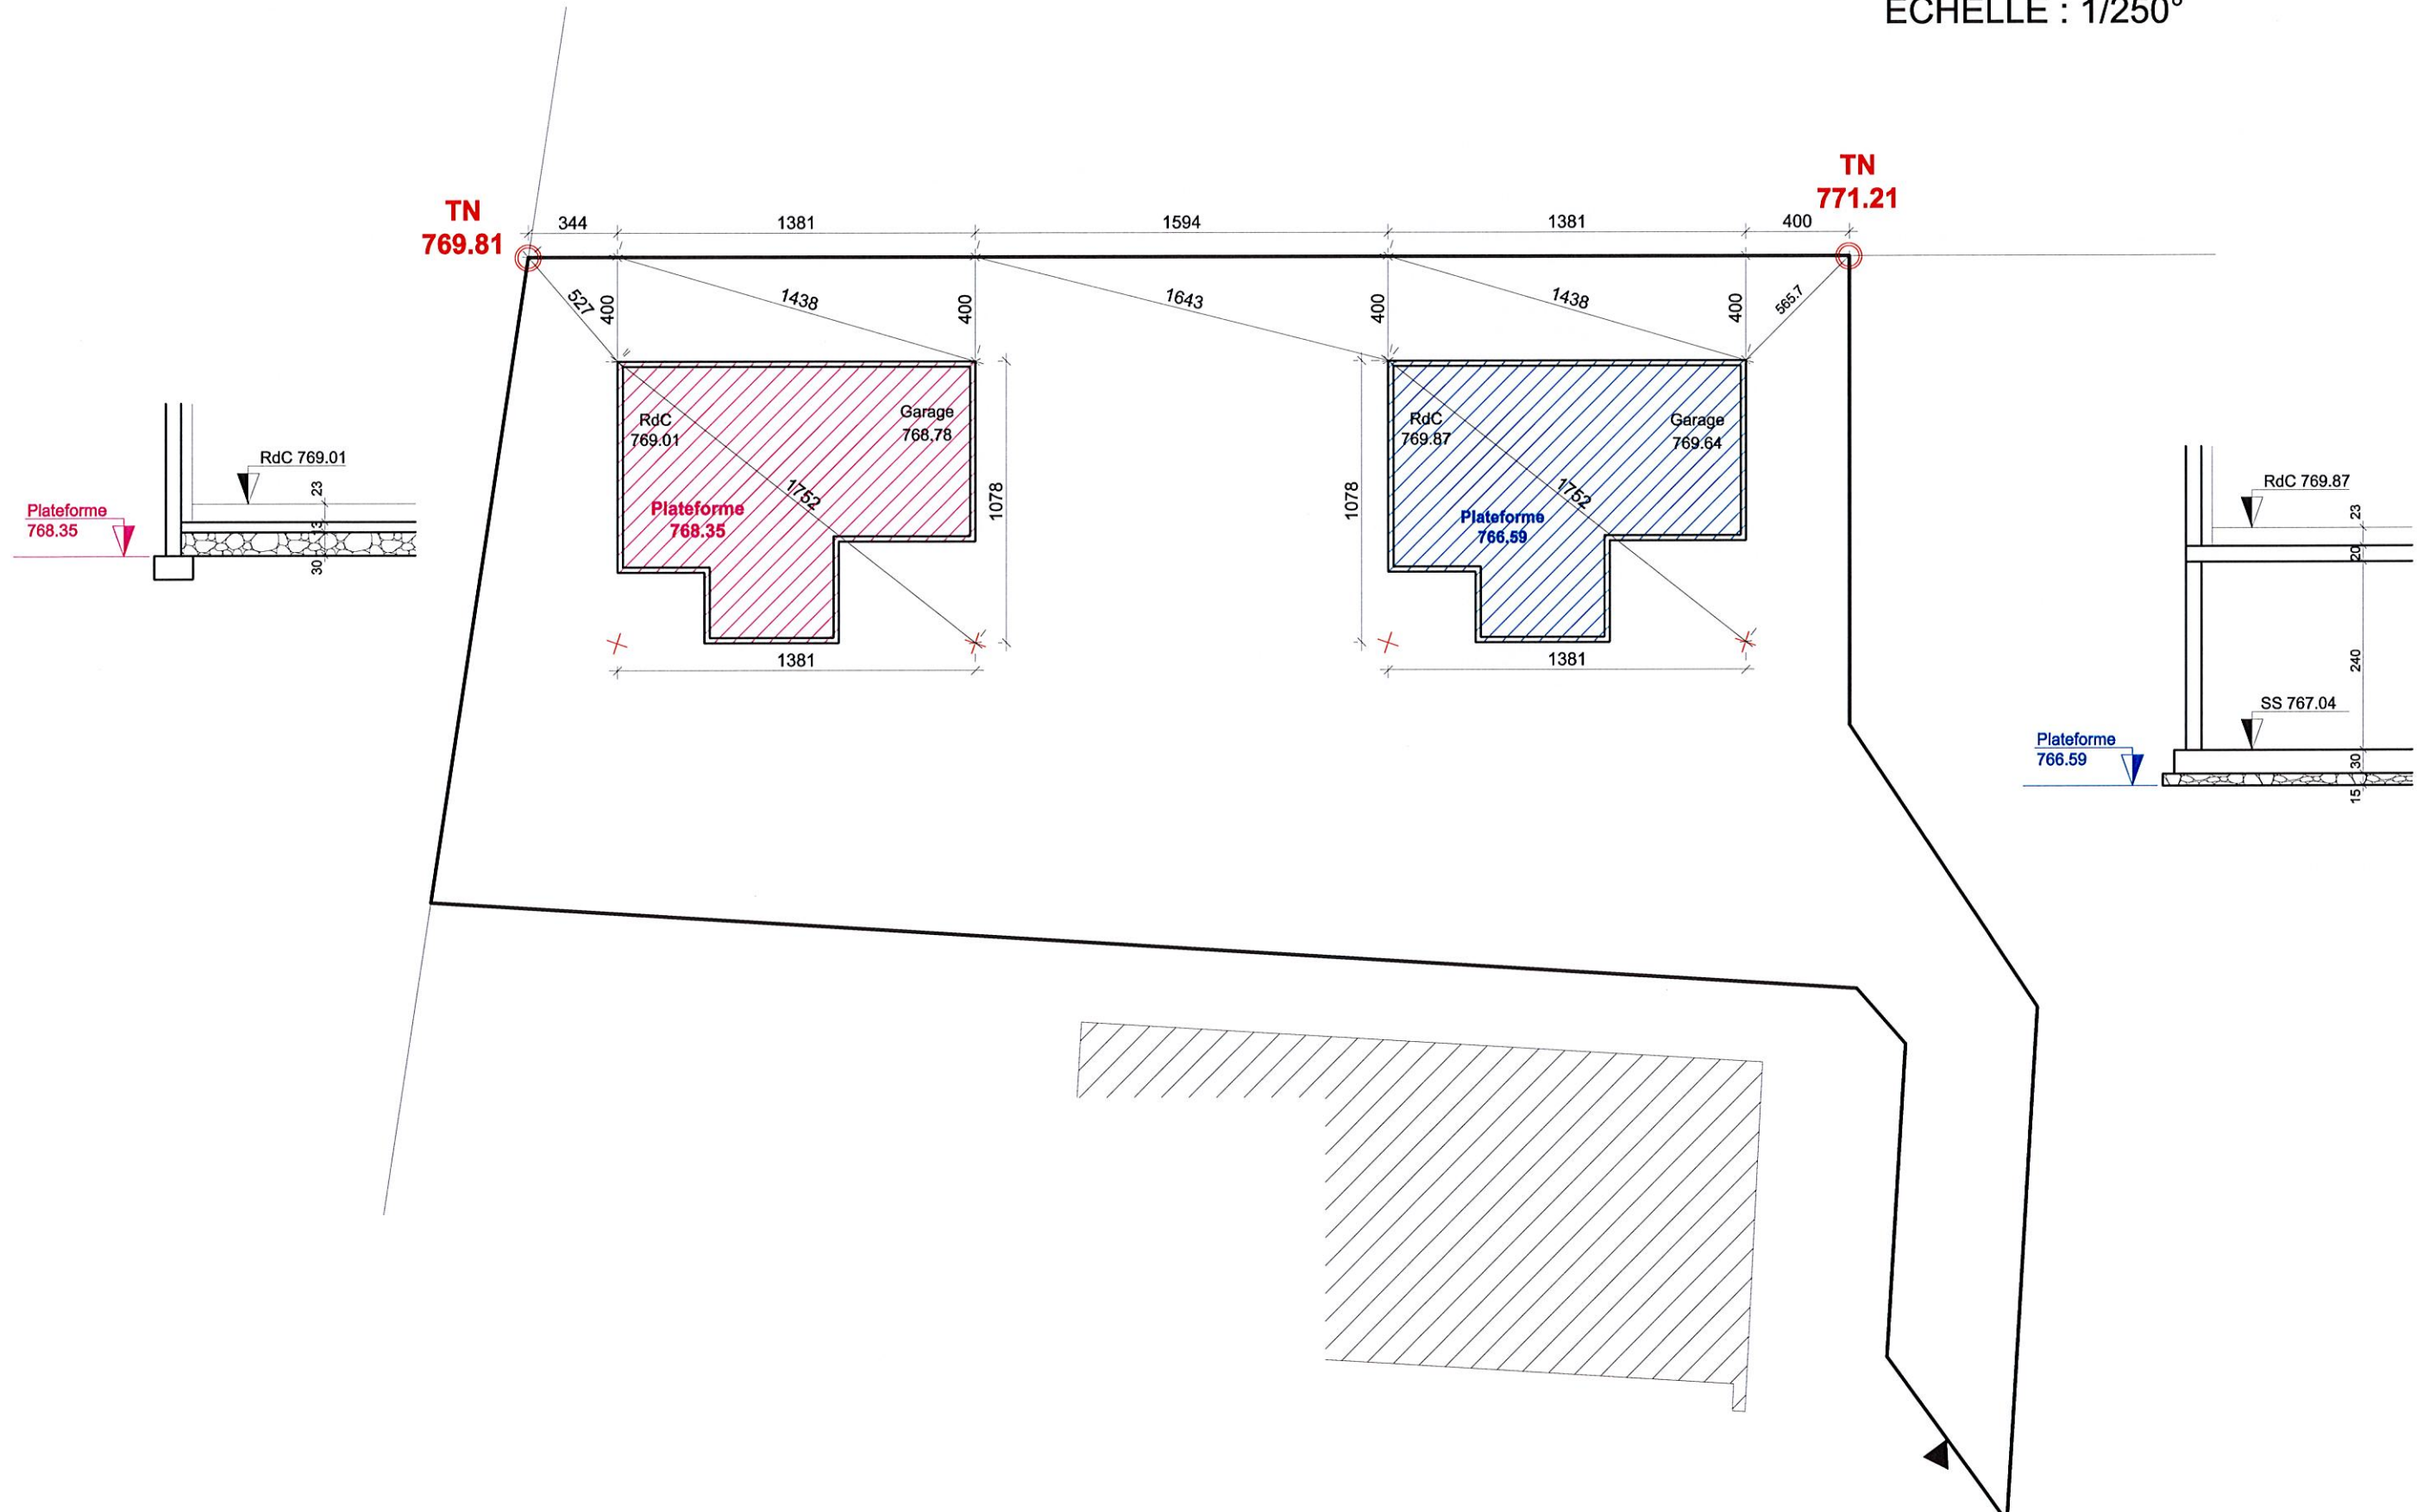 ECHELLE : 1/250°
TN
771.21
TN
769.81
344
1381
1594
1381
400
527
400
1438
400
1643
400
1438
400
565.7
RdC
769.01
Garage
768.78
Plateforme
768.35
1752
1078
1381
RdC
769.87
Garage
769.64
Plateforme
766.59
1752
1078
1381
RdC 769.01
23
13
30
Plateforme
768.35
RdC 769.87
23
20
240
SS 767.04
30
15
Plateforme
766.59